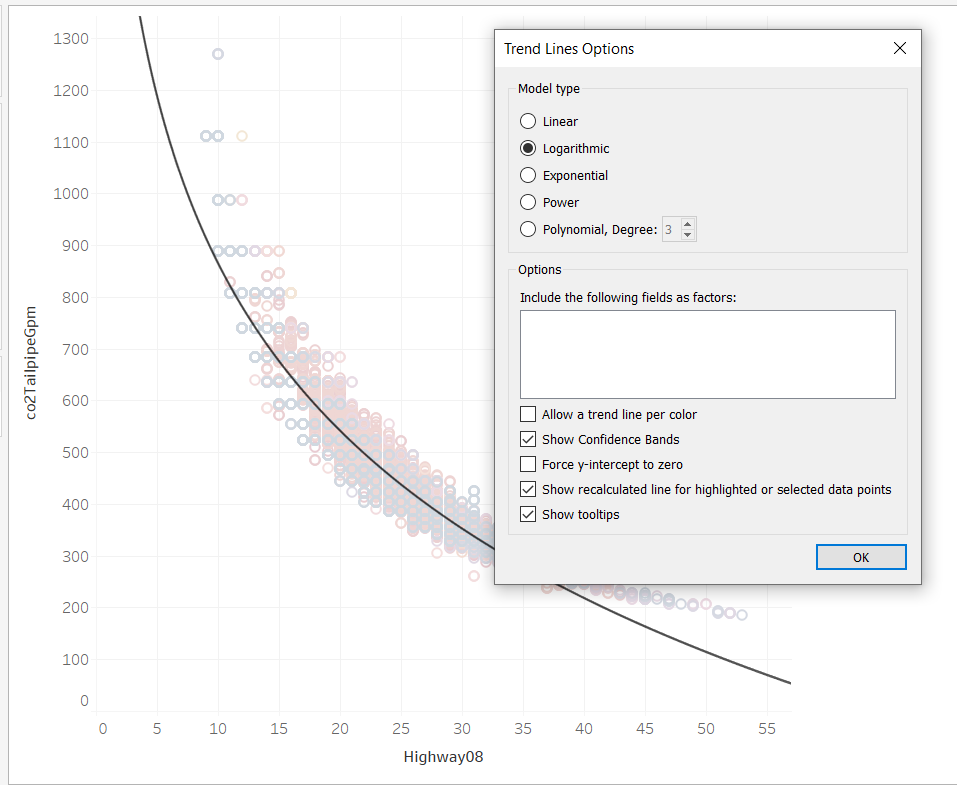 1300
1200
1100
1000
900
800
700
600
500
400
300
200
100
0
co2TailpipeGpm
0 5 10 15 20 25 30 35 40 45 50 55
Highway08
Trend Lines Options
Model type
Linear
Logarithmic
Exponential
Power
Polynomial, Degree: 3
Options
Include the following fields as factors:
Allow a trend line per color
Show Confidence Bands
Force y-intercept to zero
Show recalculated line for highlighted or selected data points
Show tooltips
OK